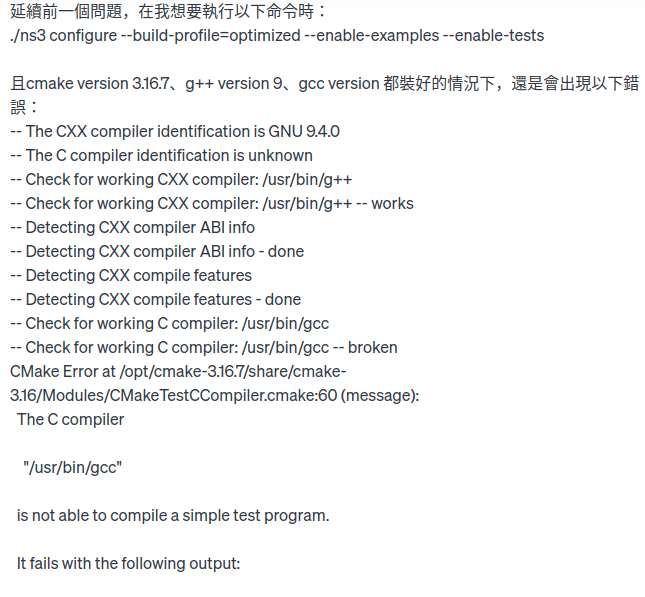 延續前一個問題，在我想要執行以下命令時：
./ns3 configure --build-profile=optimized --enable-examples --enable-tests
且cmake version 3.16.7、g++ version 9、gcc version 都裝好的情況下，還是會出現以下錯
誤：
-- The CXX compiler identification is GNU 9.4.0
-- The C compiler identification is unknown
-- Check for working CXX compiler: /usr/bin/g++
-- Check for working CXX compiler: /usr/bin/g++ -- works
-- Detecting CXX compiler ABI info
-- Detecting CXX compiler ABI info - done
-- Detecting CXX compile features
-- Detecting CXX compile features - done
-- Check for working C compiler: /usr/bin/gcc
-- Check for working C compiler: /usr/bin/gcc -- broken
CMake Error at /opt/cmake-3.16.7/share/cmake-
3.16/Modules/CMakeTestCCompiler.cmake:60 (message):
The C compiler
"/usr/bin/gcc"
is not able to compile a simple test program.
It fails with the following output: